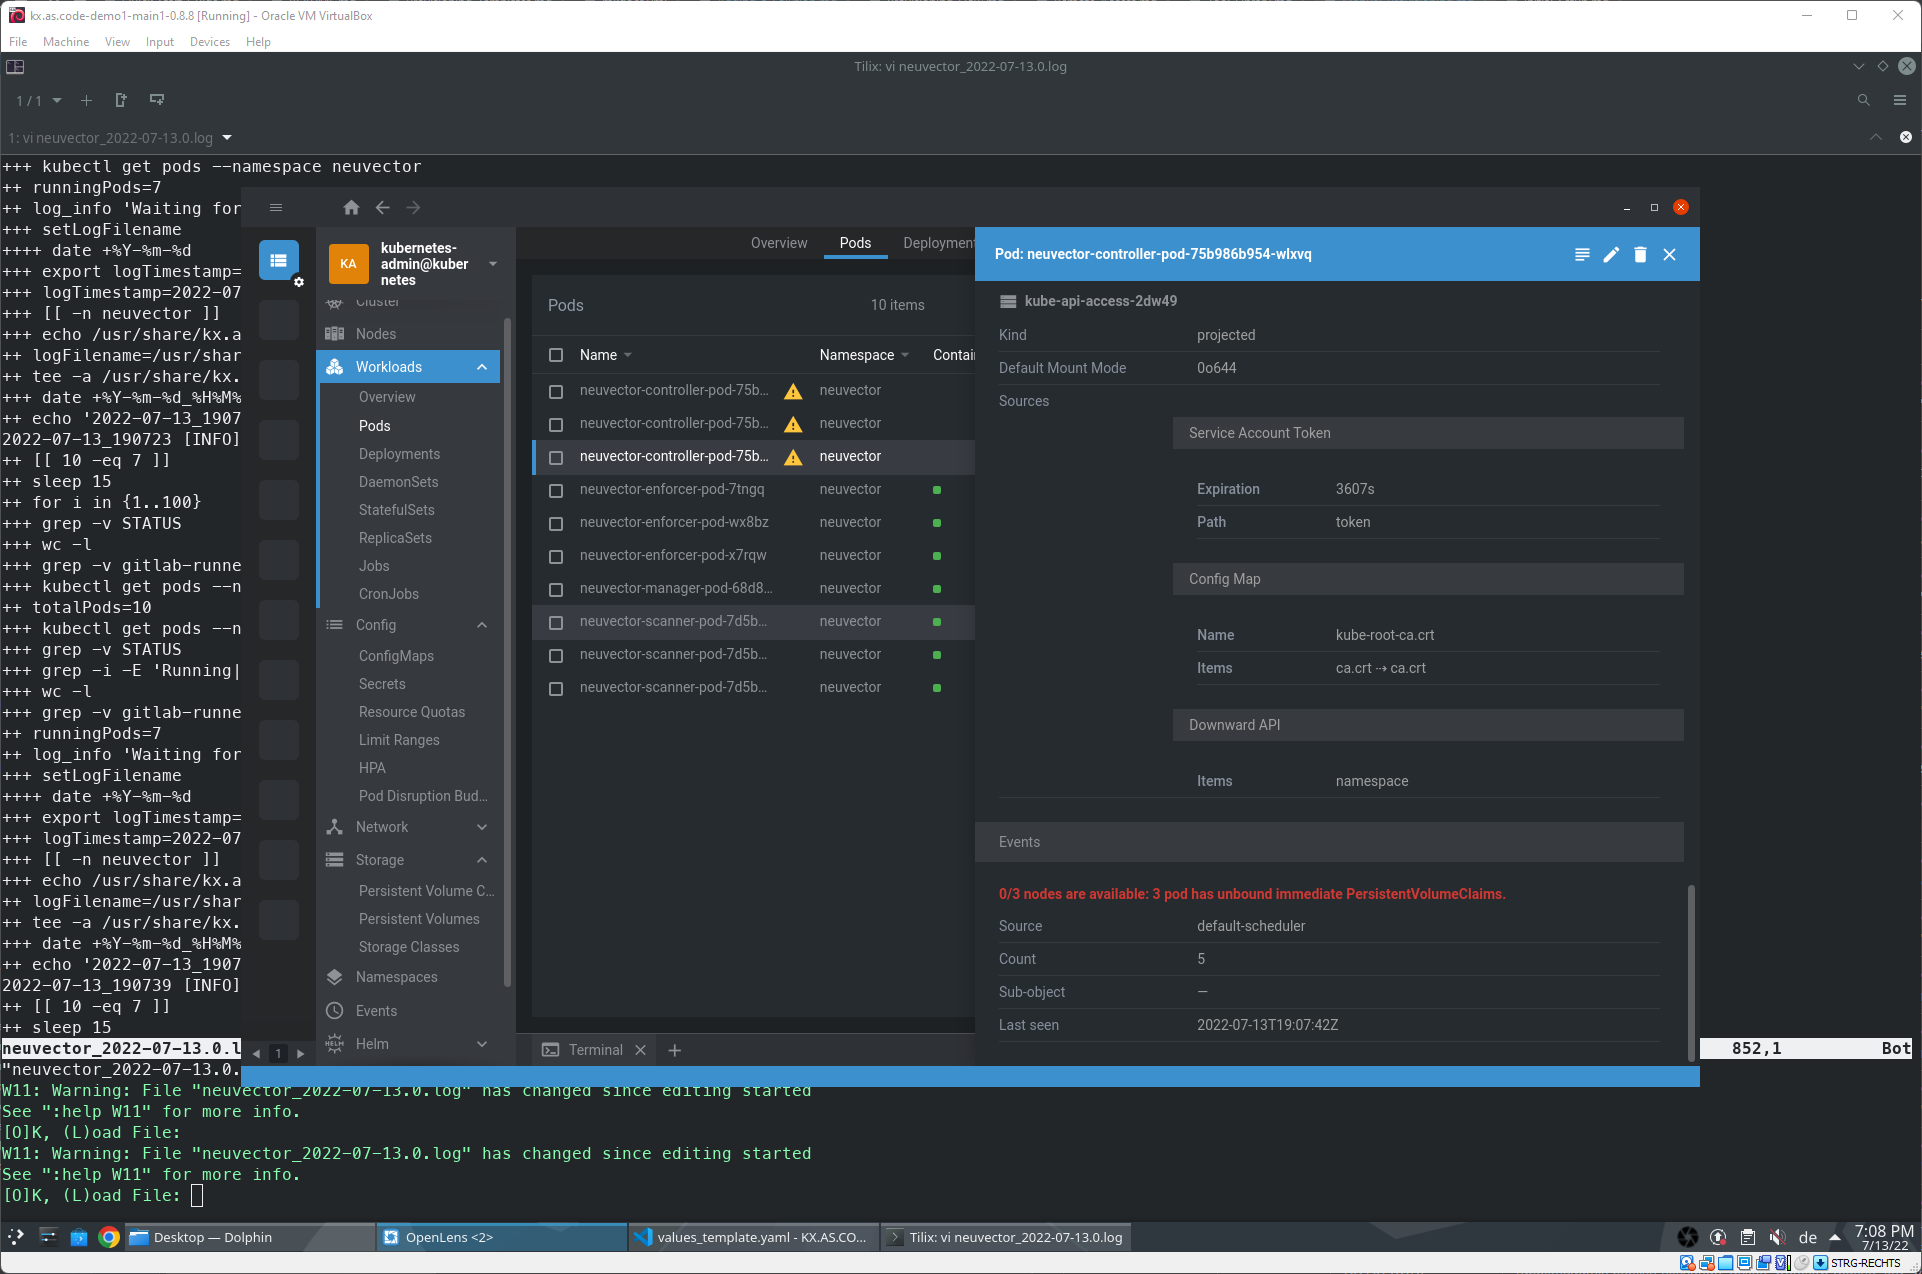 kx.as.code-demo1-main1-0.8.8 [Running] - Oracle VM VirtualBox
File Machine View Input Devices Help
Tilix: vi neuvector_2022-07-13.0.log
1 / 1
1: vi neuvector_2022-07-13.0.log
+++ kubectl get pods --namespace neuvector
++ runningPods=7
++ log_info 'Waiting for
+++ setLogFilename
++++ date +%Y-%m-%d
+++ export logTimestamp=
+++ logTimestamp=2022-07
+++ [[ -n neuvector ]]
+++ echo /usr/share/kx.a
++ logFilename=/usr/shar
++ tee -a /usr/share/kx.
+++ date +%Y-%m-%d_%H%M%
++ echo '2022-07-13_1907
2022-07-13_190723 [INFO]
++ [[ 10 -eq 7 ]]
++ sleep 15
++ for i in {1..100}
+++ grep -v STATUS
+++ wc -l
+++ grep -v gitlab-runne
+++ kubectl get pods --n
++ totalPods=10
+++ kubectl get pods --n
+++ grep -v STATUS
+++ grep -i -E 'Running|
+++ wc -l
+++ grep -v gitlab-runne
++ runningPods=7
++ log_info 'Waiting for
+++ setLogFilename
++++ date +%Y-%m-%d
+++ export logTimestamp=
+++ logTimestamp=2022-07
+++ [[ -n neuvector ]]
+++ echo /usr/share/kx.a
++ logFilename=/usr/shar
++ tee -a /usr/share/kx.
+++ date +%Y-%m-%d_%H%M%
++ echo '2022-07-13_1907
2022-07-13_190739 [INFO]
++ [[ 10 -eq 7 ]]
++ sleep 15
neuvector_2022-07-13.0.l
852,1 Bot
"neuvector_2022-07-13.0.
W11: Warning: File "neuvector_2022-07-13.0.log" has changed since editing started
See ":help W11" for more info.
[O]K, (L)oad File:
W11: Warning: File "neuvector_2022-07-13.0.log" has changed since editing started
See ":help W11" for more info.
[O]K, (L)oad File:
KA
kubernetes-
admin@kuber
netes
Cluster
Nodes
Workloads
Overview
Pods
Deployments
DaemonSets
StatefulSets
ReplicaSets
Jobs
CronJobs
Config
ConfigMaps
Secrets
Resource Quotas
Limit Ranges
HPA
Pod Disruption Bud...
Network
Storage
Persistent Volume C...
Persistent Volumes
Storage Classes
Namespaces
Events
HELM Helm
1
Overview Pods Deploymen
Pods 10 items
Name Namespace Contai
neuvector-controller-pod-75b... neuvector
neuvector-controller-pod-75b... neuvector
neuvector-controller-pod-75b... neuvector
neuvector-enforcer-pod-7tngq neuvector
neuvector-enforcer-pod-wx8bz neuvector
neuvector-enforcer-pod-x7rqw neuvector
neuvector-manager-pod-68d8... neuvector
neuvector-scanner-pod-7d5b... neuvector
neuvector-scanner-pod-7d5b... neuvector
neuvector-scanner-pod-7d5b... neuvector
Terminal
Pod: neuvector-controller-pod-75b986b954-wlxvq
kube-api-access-2dw49
Kind projected
Default Mount Mode 0o644
Sources
Service Account Token
Expiration 3607s
Path token
Config Map
Name kube-root-ca.crt
Items ca.crt ⇢ ca.crt
Downward API
Items namespace
Events
0/3 nodes are available: 3 pod has unbound immediate PersistentVolumeClaims.
Source default-scheduler
Count 5
Sub-object —
Last seen 2022-07-13T19:07:42Z
Desktop — Dolphin
OpenLens <2>
values_template.yaml - KX.AS.CO...
Tilix: vi neuvector_2022-07-13.0.log
de
7:08 PM
7/13/22
STRG-RECHTS